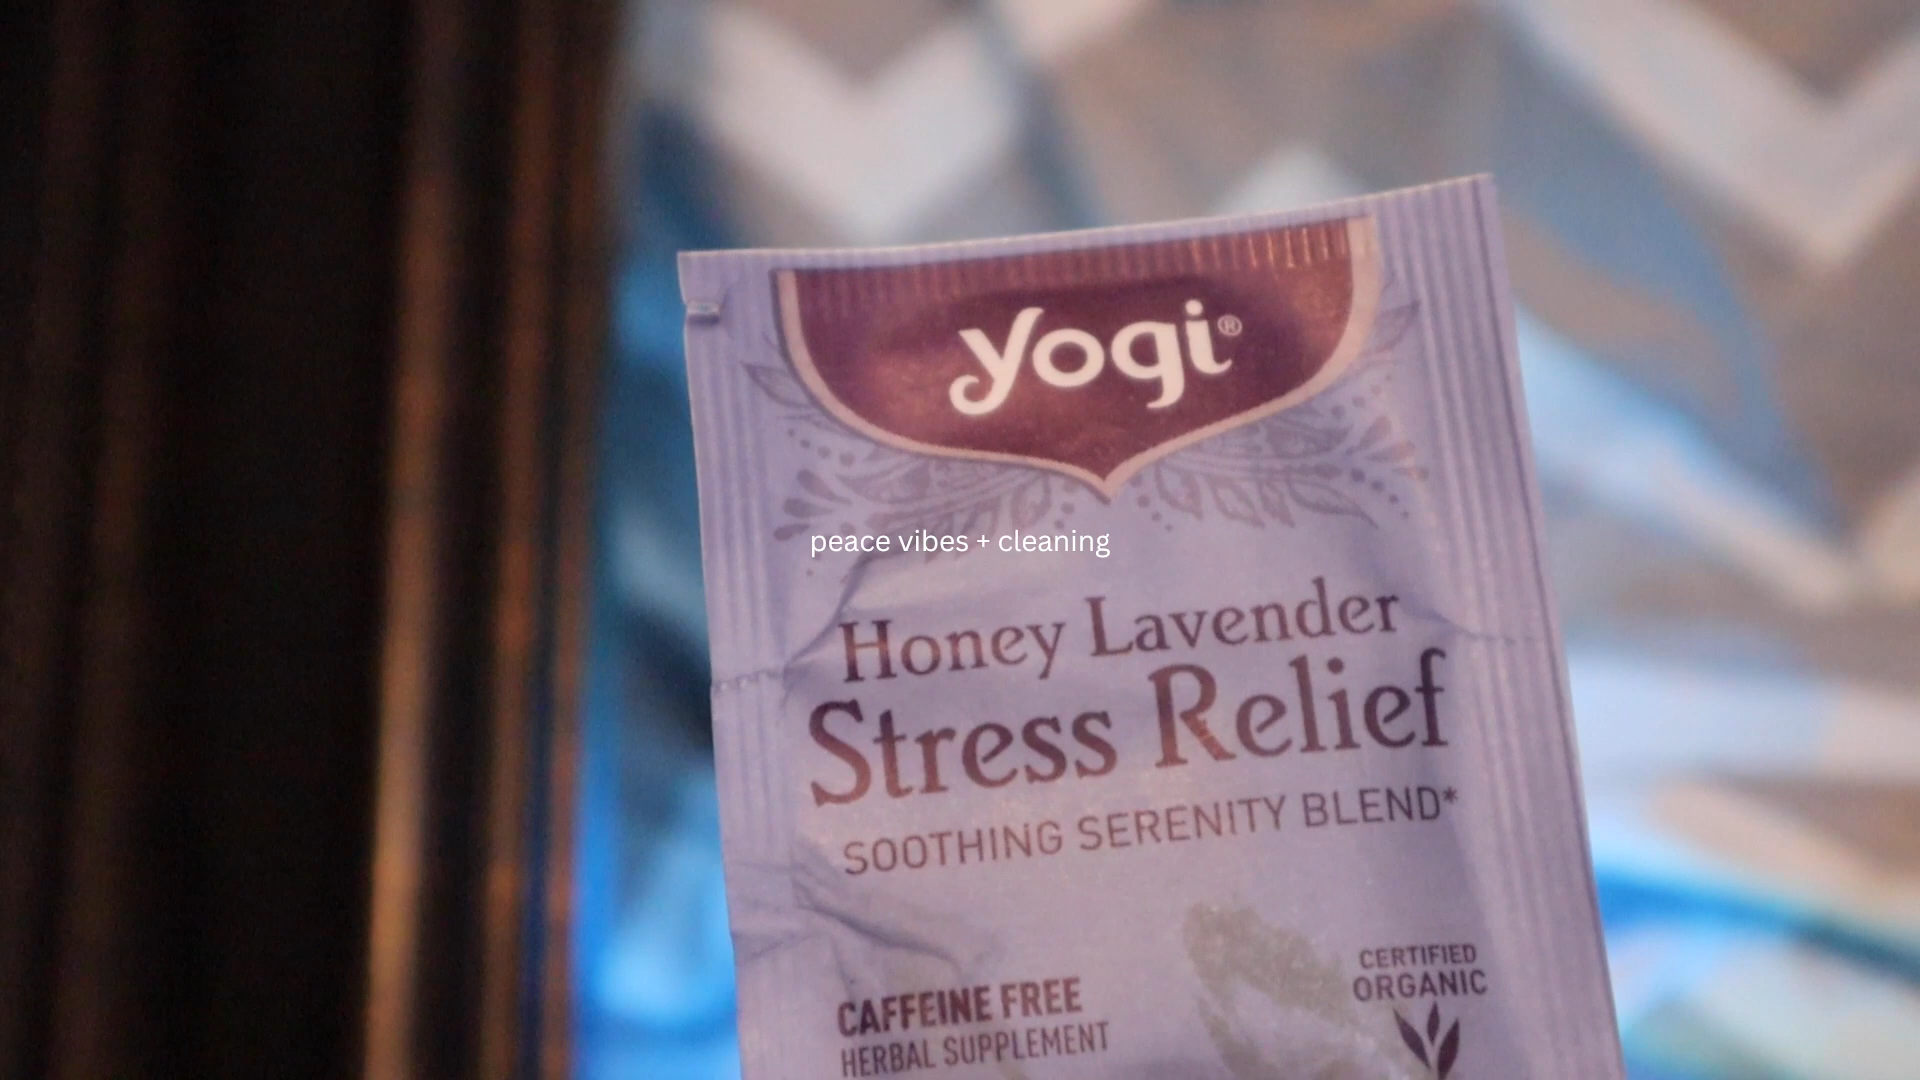 yogi®
peace vibes + cleaning
Honey Lavender
Stress Relief
SOOTHING SERENITY BLEND*
CAFFEINE FREE
HERBAL SUPPLEMENT
CERTIFIED
ORGANIC